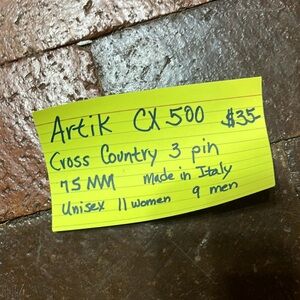 Artik CX 500 $35
Cross Country 3 pin
75 MM Made in Italy
Unisex 11 women 9 men